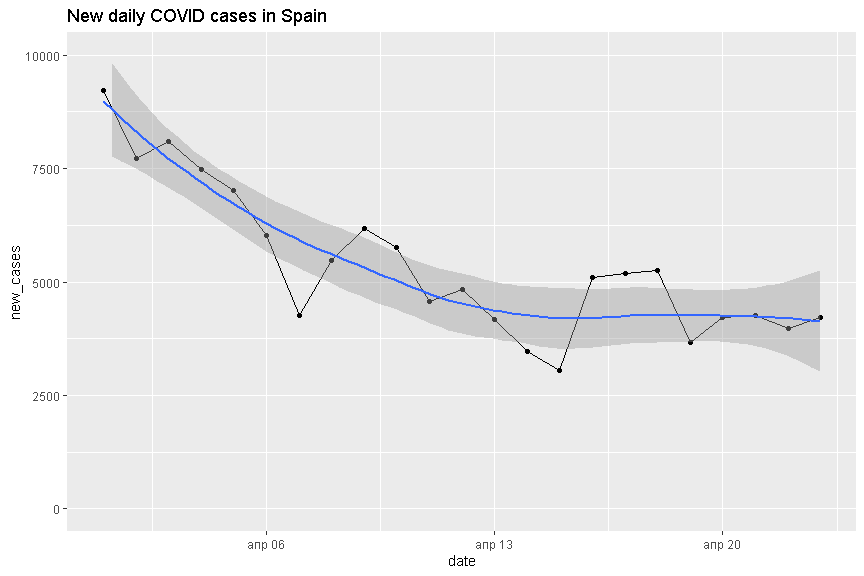 New daily COVID cases in Spain
10000
7500
5000
2500
0
new_cases
апр 06
апр 13
апр 20
date